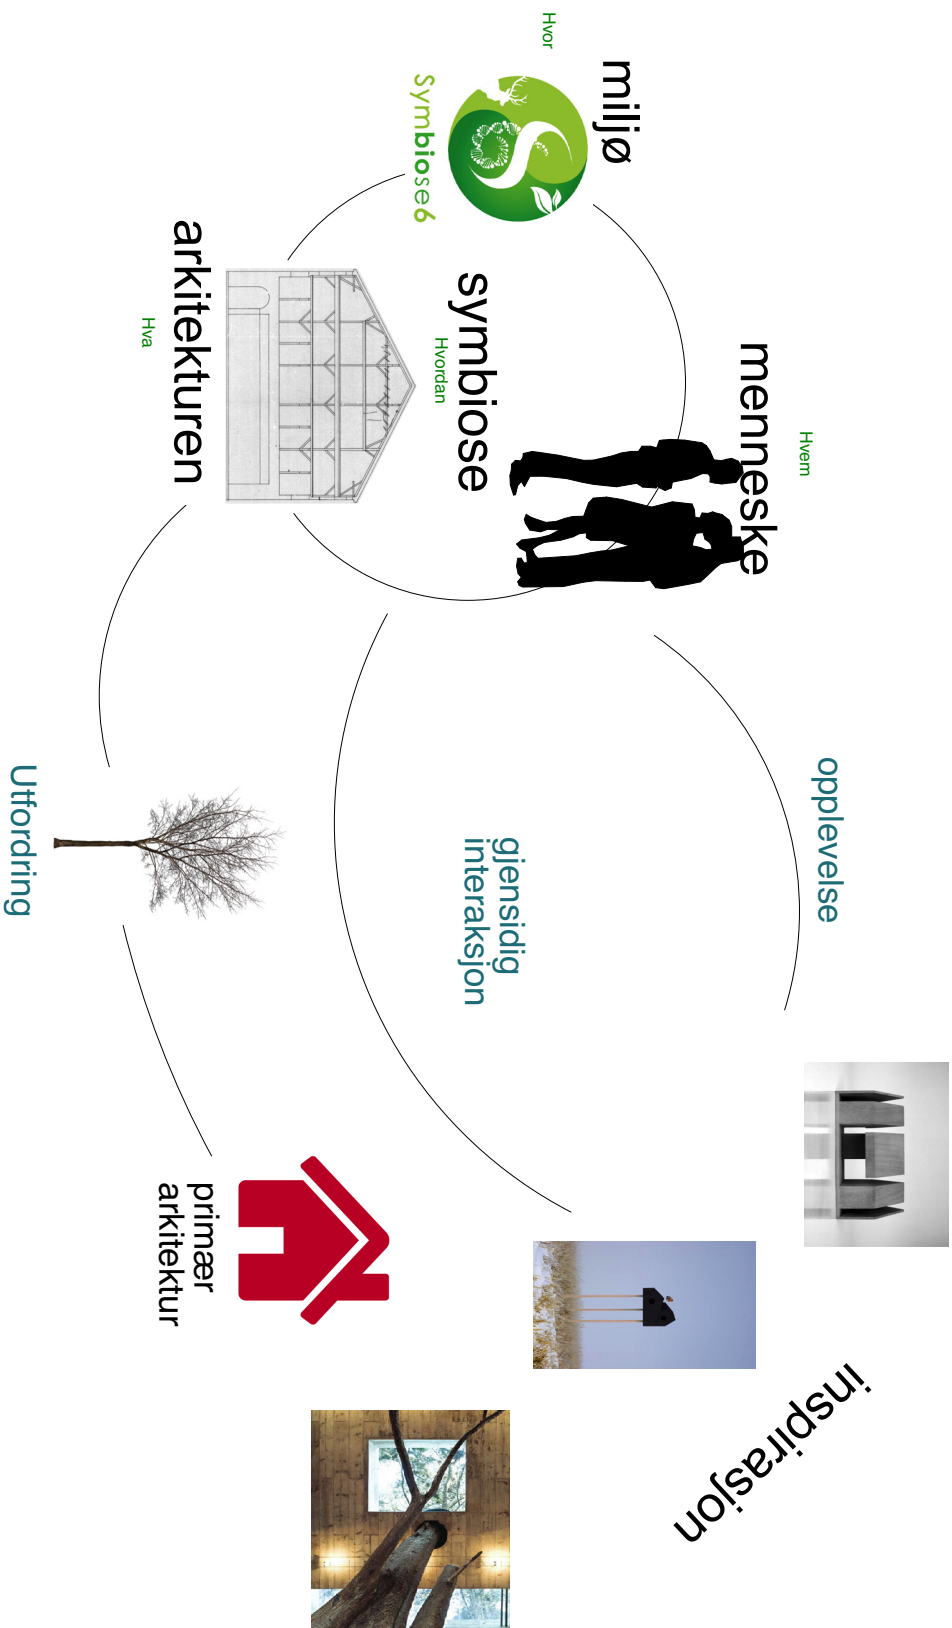 Hvem
menneske
Hvor
miljø
Symbiose6
symbiose
Hvordan
arkitekturen
Hva
opplevelse
gjensidig
interaksjon
Utfordring
primær
arkitektur
inspirasjon